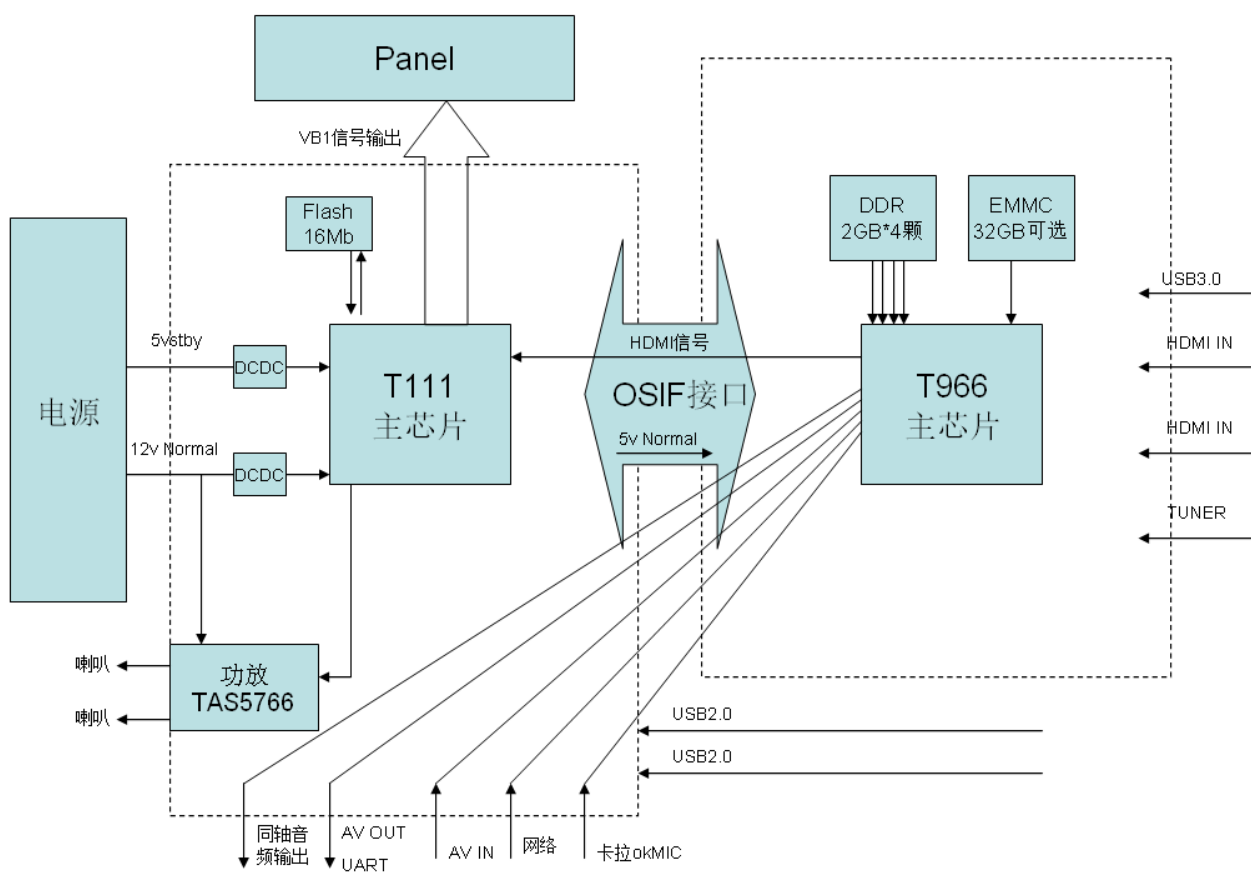 Panel
VB1信号输出
Flash
16Mb
DDR
2GB*4颗
EMMC
32GB可选
USB3.0
5vstby
DCDC
T111
主芯片
HDMI信号
T966
主芯片
HDMI IN
电源
OSIF接口
12v Normal
DCDC
5v Normal
HDMI IN
TUNER
喇叭
功放
TAS5766
喇叭
USB2.0
USB2.0
同轴音
频输出
AV OUT
UART
AV IN
网络
卡拉okMIC